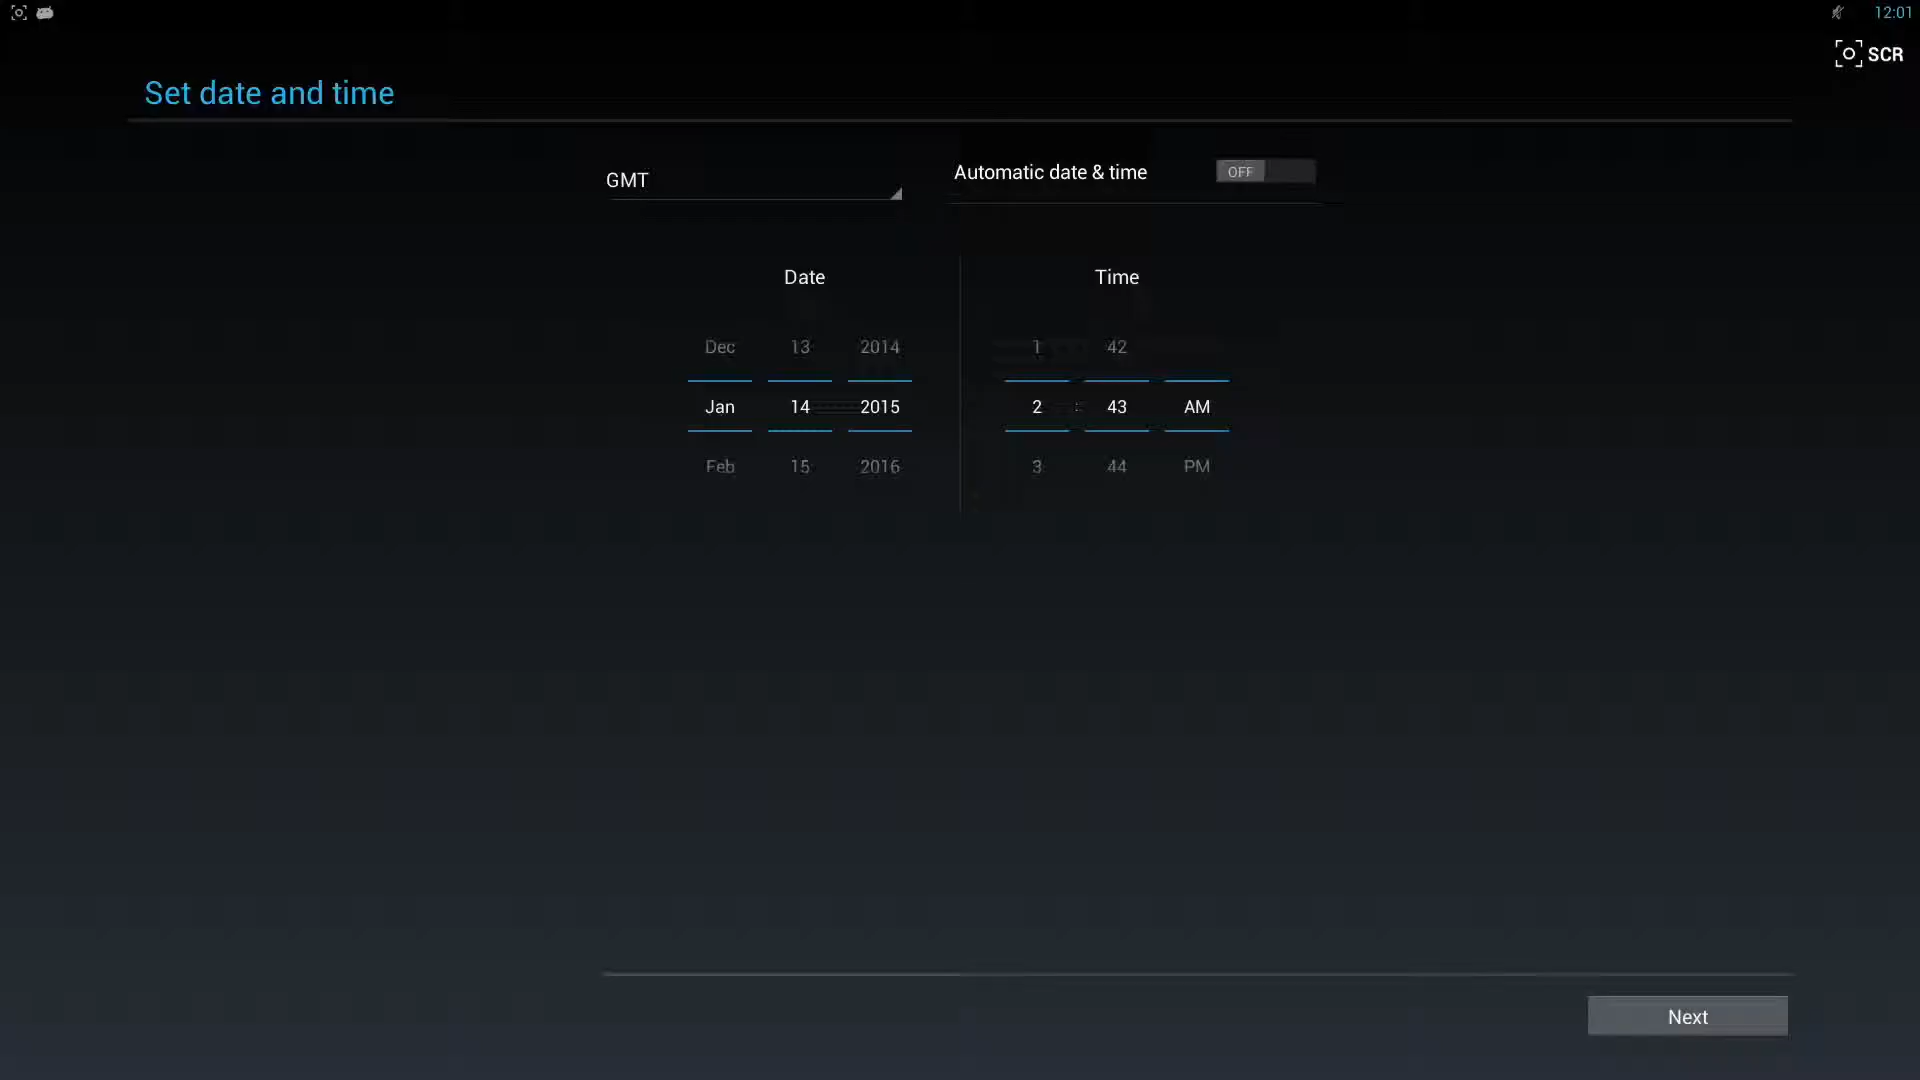 12:01
SCR
Set date and time
GMT
Automatic date & time OFF
Date Time
Dec 13 2014 1 42
Jan 14 2015 2 : 43 AM
Feb 15 2016 3 44 PM
Next